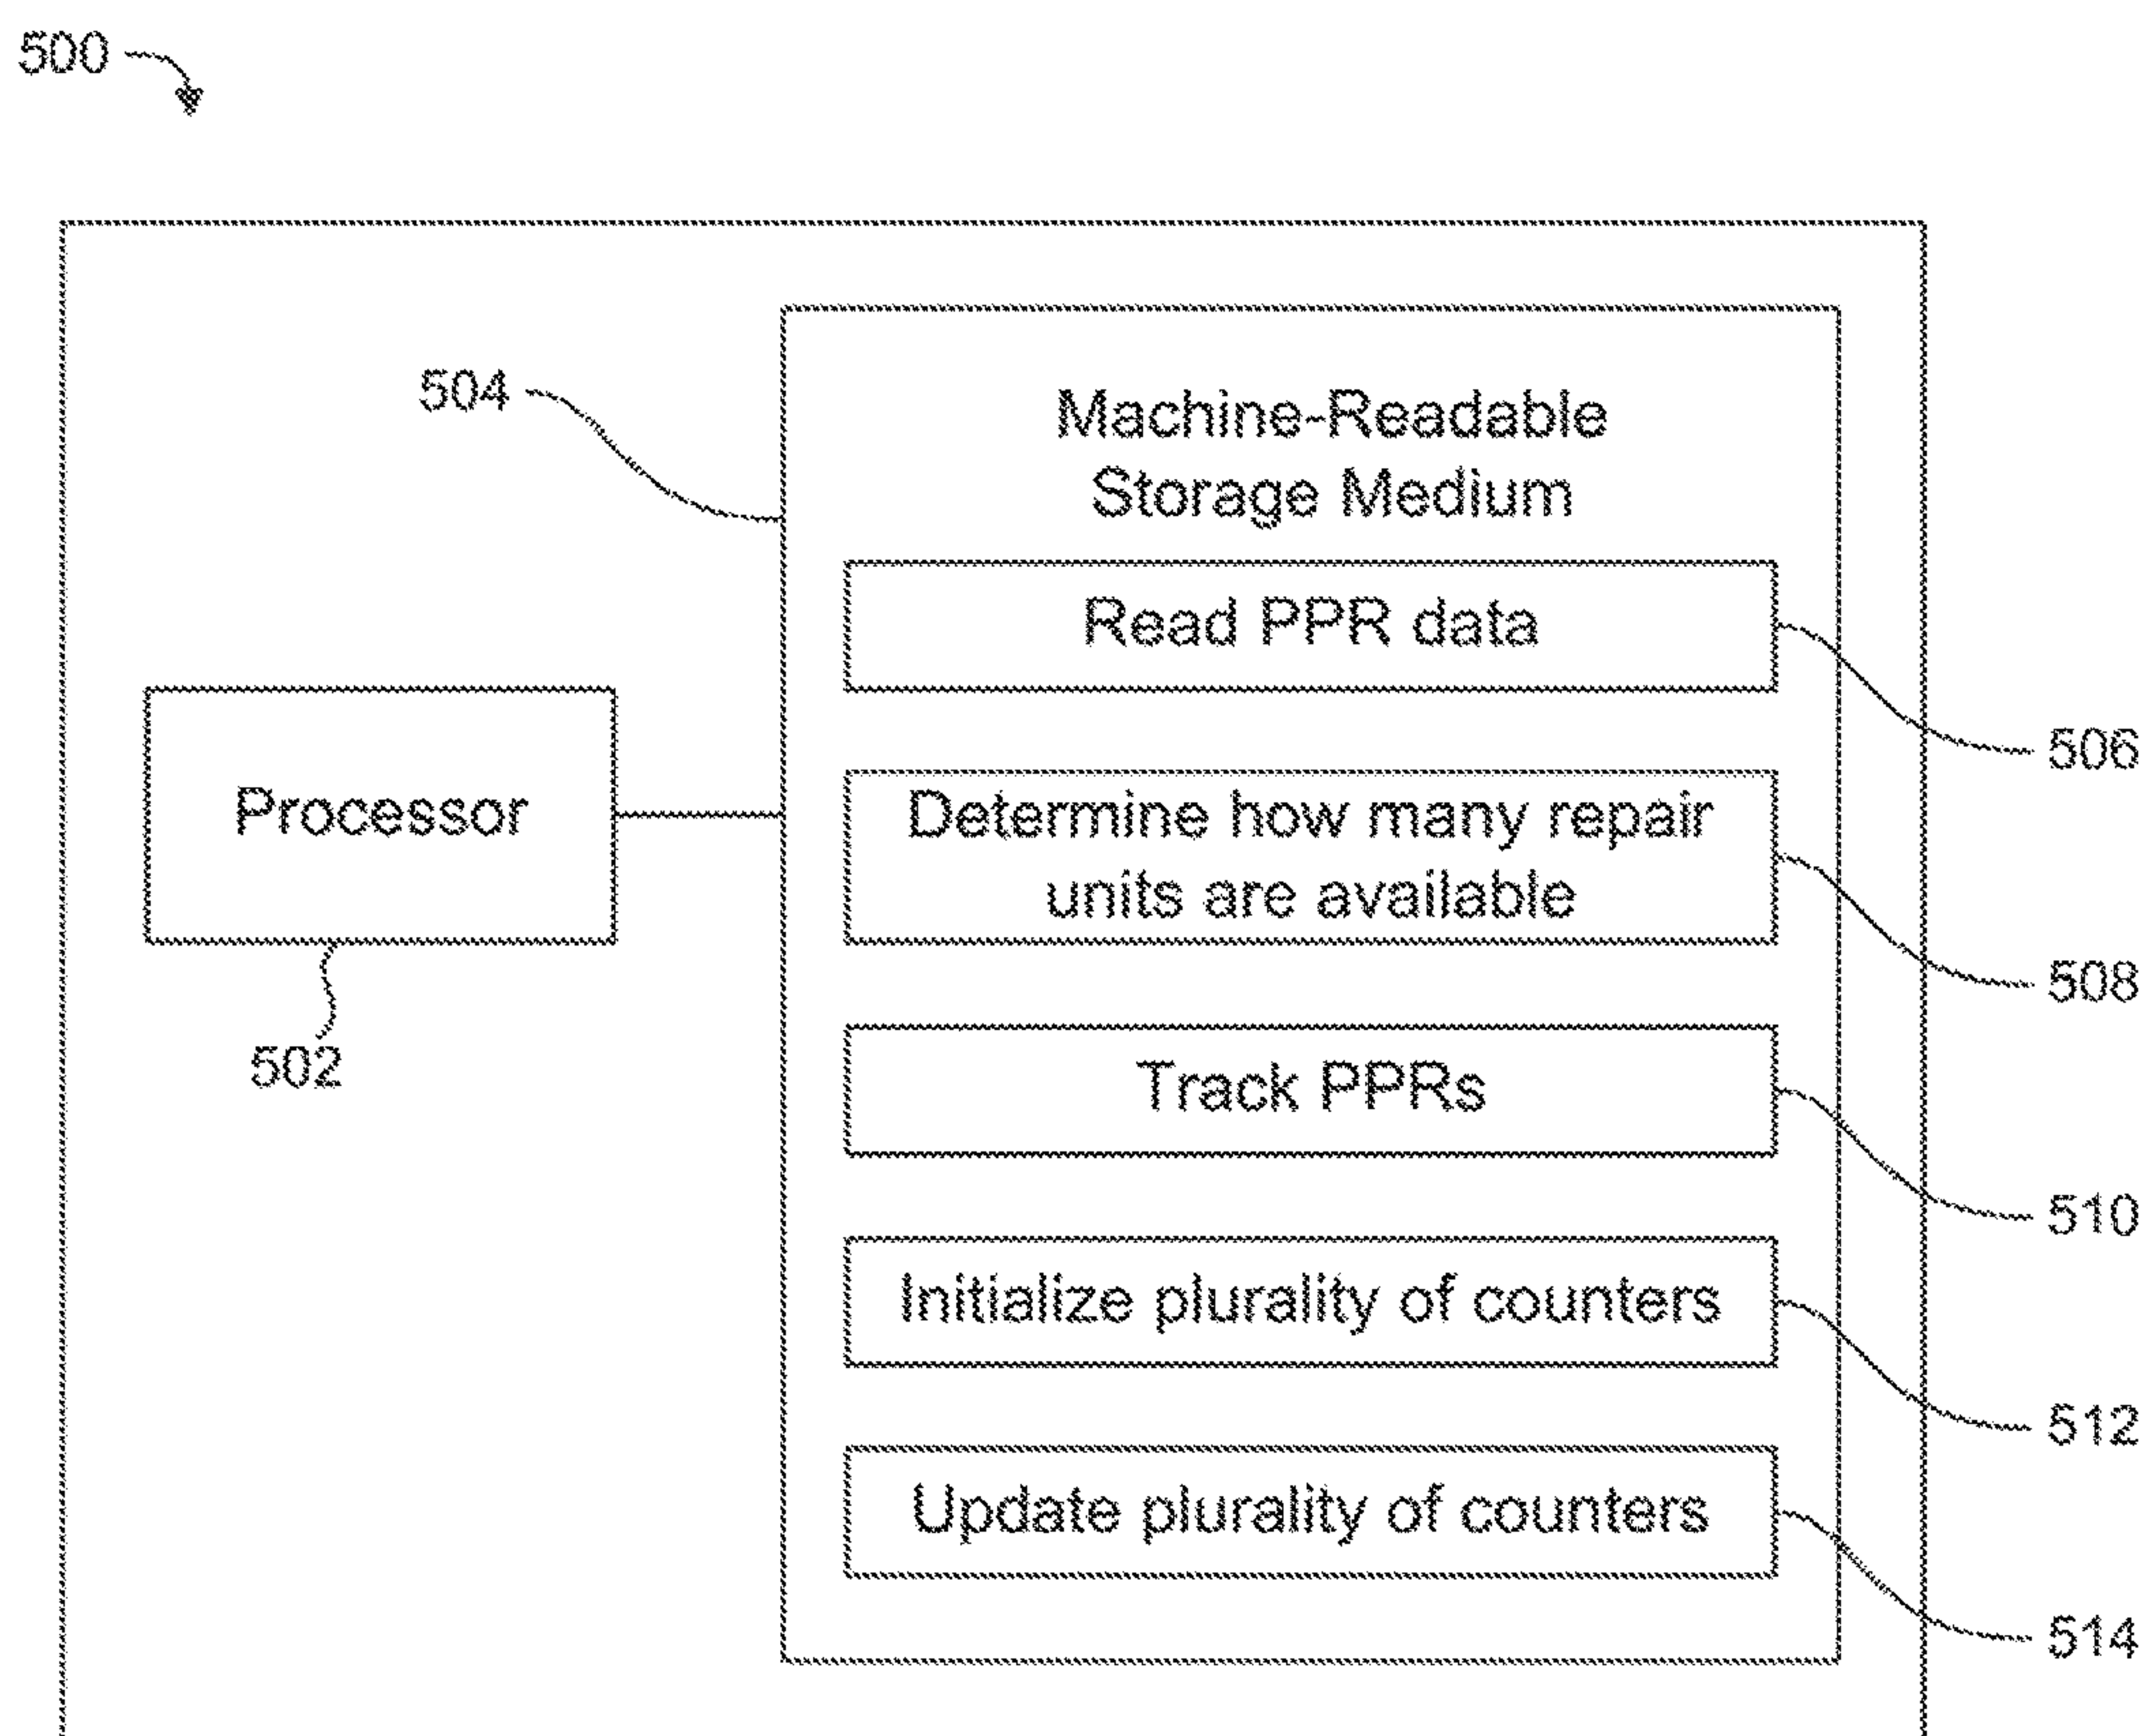 500
504
Machine-Readable
Storage Medium
Read PPR data
506
Processor
Determine how many repair
units are available
508
502
Track PPRs
510
Initialize plurality of counters
512
Update plurality of counters
514